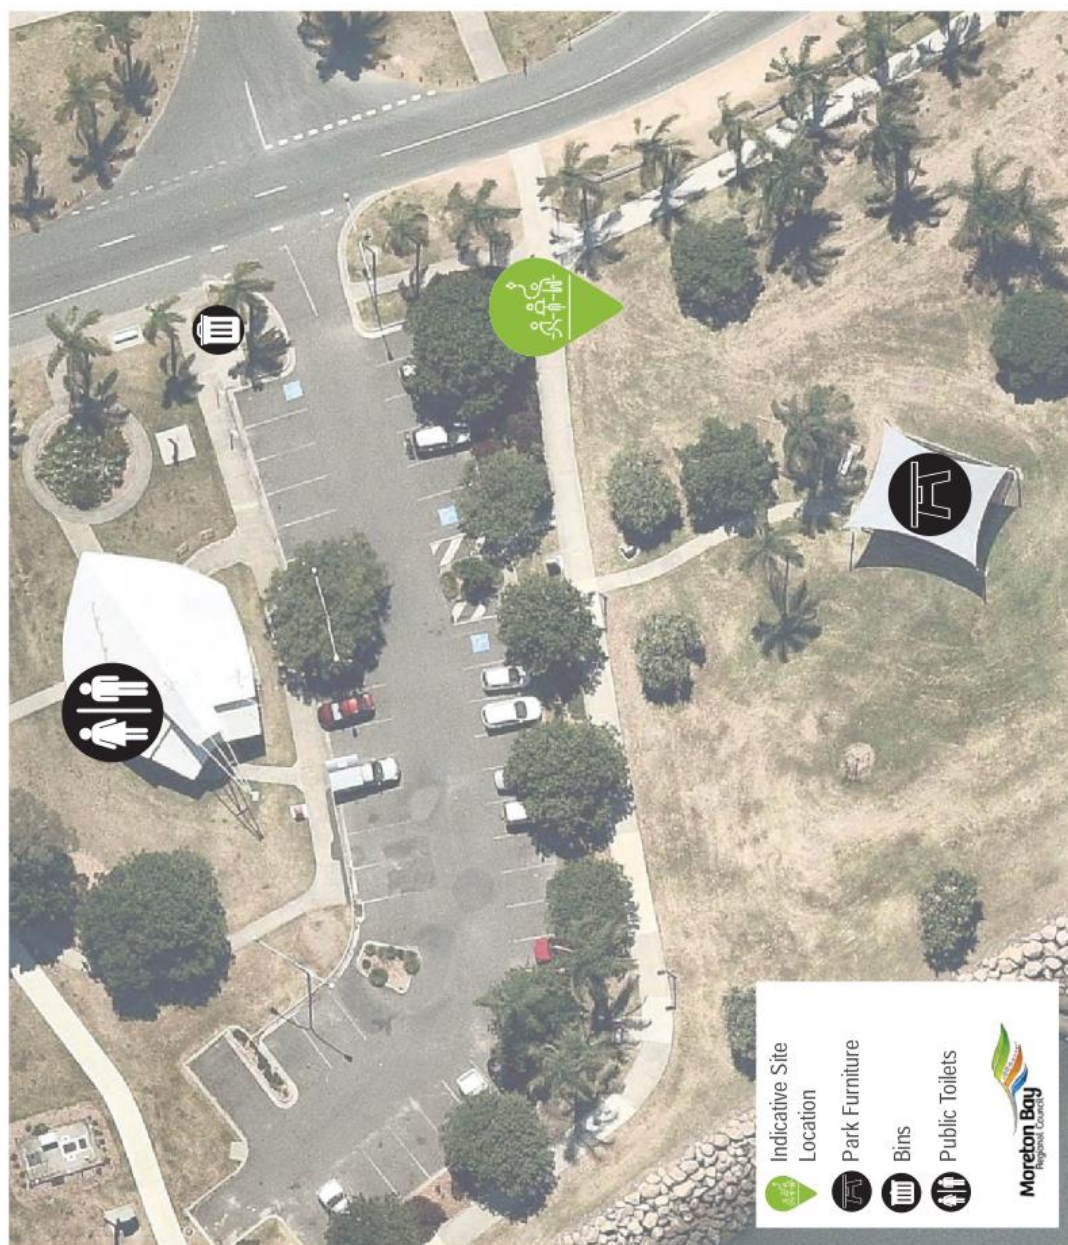 Indicative Site
Location
Park Furniture
Bins
Public Toilets
Moreton Bay
Regional Council